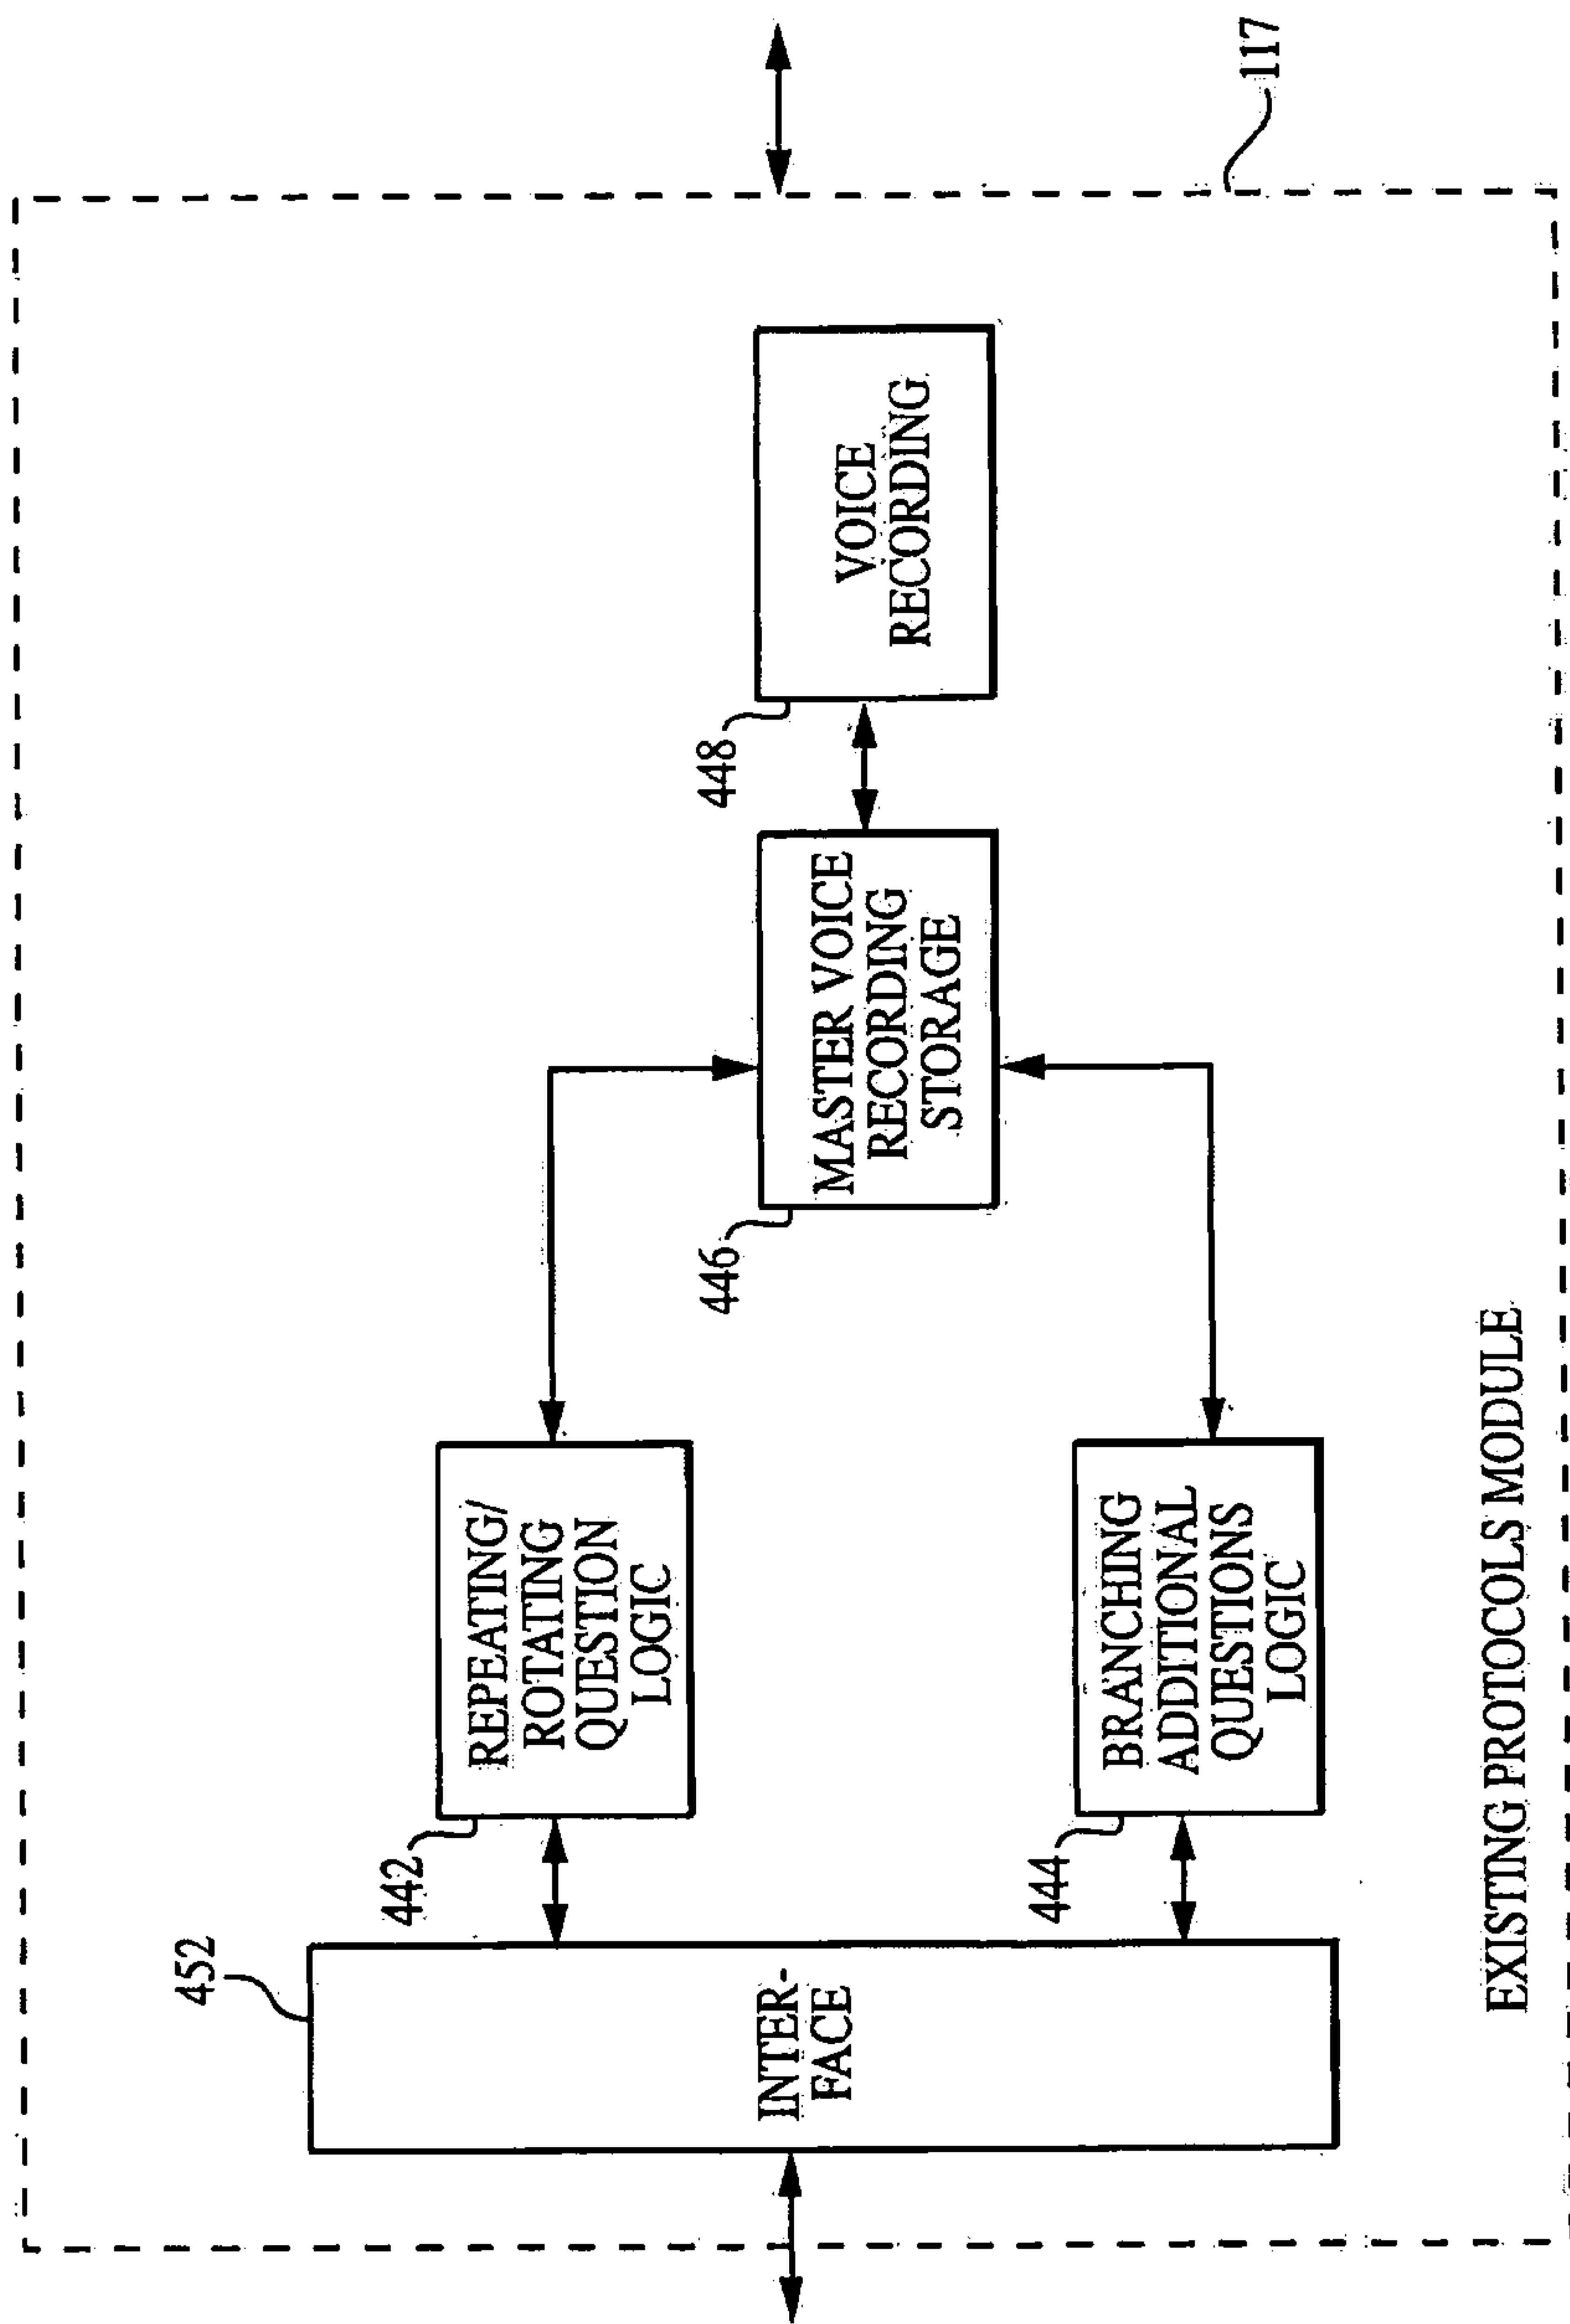 452
INTER-
FACE
442
REPEATING/
ROTATING
QUESTION
LOGIC
444
BRANCHING
ADDITIONAL
QUESTIONS
LOGIC
446
MASTER VOICE
RECORDING
STORAGE
448
VOICE
RECORDING
EXISTING PROTOCOLS MODULE
117